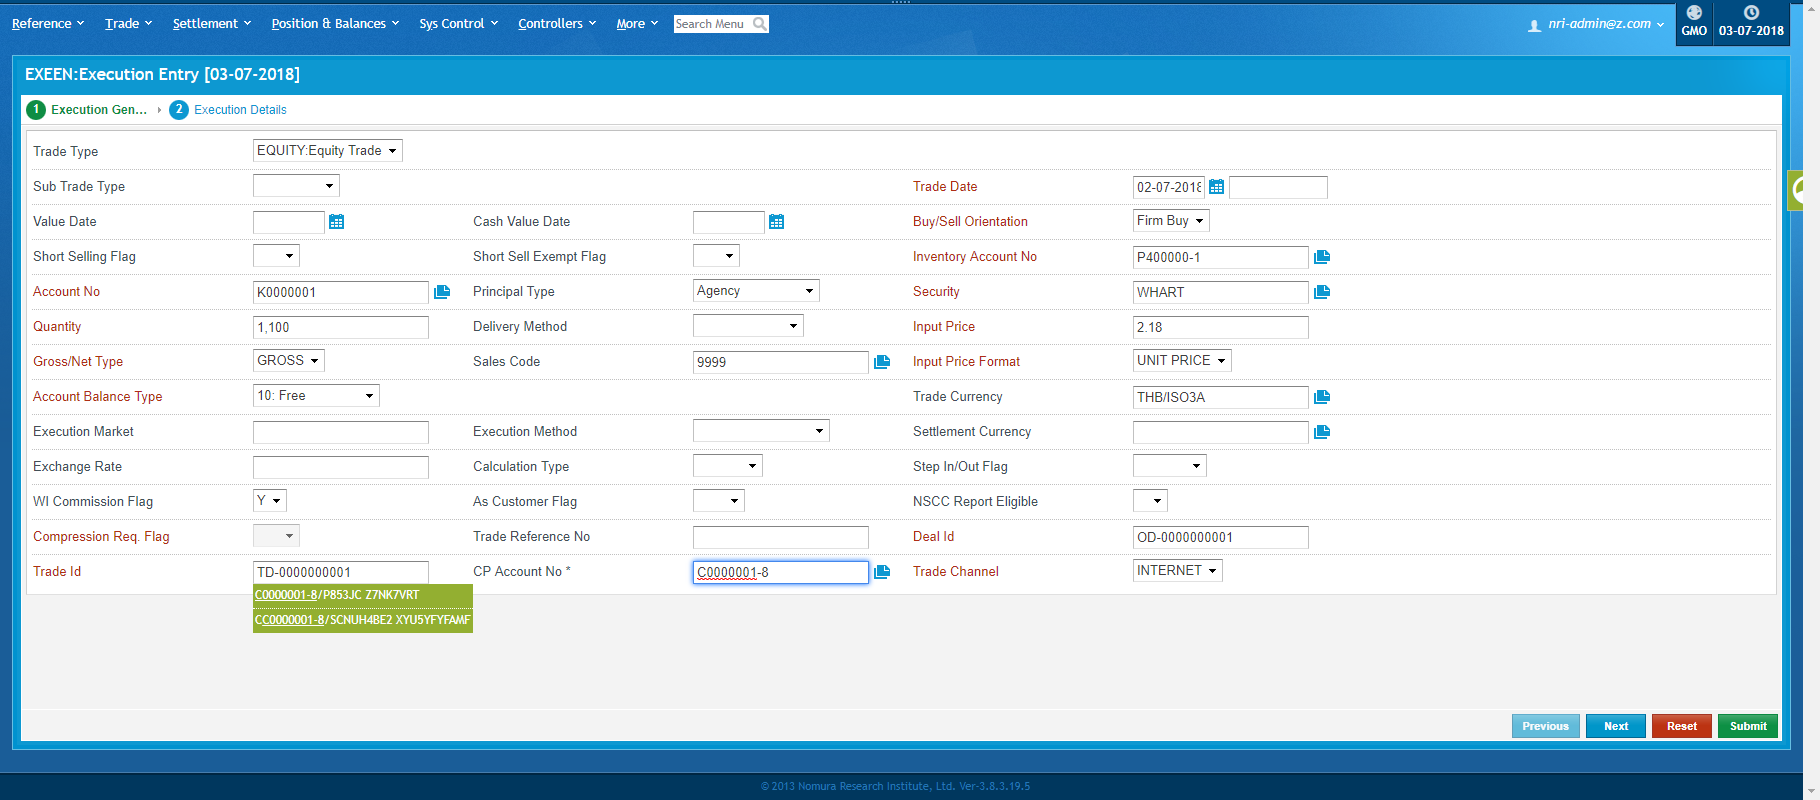 Reference Trade Settlement Position & Balances Sys Control Controllers More Search Menu nri-admin@z.com GMO 03-07-2018
EXEEN:Execution Entry [03-07-2018]
1 Execution Gen... 2 Execution Details
Trade Type EQUITY:Equity Trade
Sub Trade Type Trade Date 02-07-2018
Value Date Cash Value Date Buy/Sell Orientation Firm Buy
Short Selling Flag Short Sell Exempt Flag Inventory Account No P400000-1
Account No K0000001 Principal Type Agency Security WHART
Quantity 1,100 Delivery Method Input Price 2.18
Gross/Net Type GROSS Sales Code 9999 Input Price Format UNIT PRICE
Account Balance Type 10: Free Trade Currency THB/ISO3A
Execution Market Execution Method Settlement Currency
Exchange Rate Calculation Type Step In/Out Flag
WI Commission Flag Y As Customer Flag NSCC Report Eligible
Compression Req. Flag Trade Reference No Deal Id OD-0000000001
Trade Id TD-0000000001 CP Account No * C0000001-8 Trade Channel INTERNET
C0000001-8/P853JC Z7NK7VRT
CC0000001-8/SCNUH4BE2 XYU5YFYFAMF
Previous Next Reset Submit
© 2013 Nomura Research Institute, Ltd. Ver-3.8.3.19.5